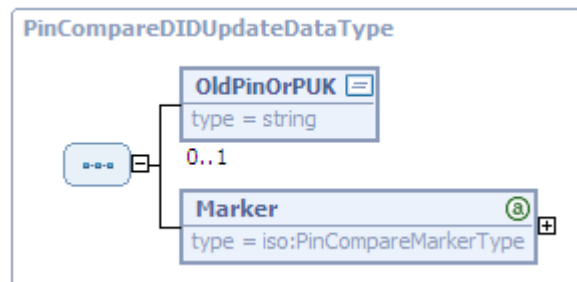 PinCompareDIDUpdateDataType
OldPinOrPUK
type = string
0..1
Marker
a
type = iso:PinCompareMarkerType